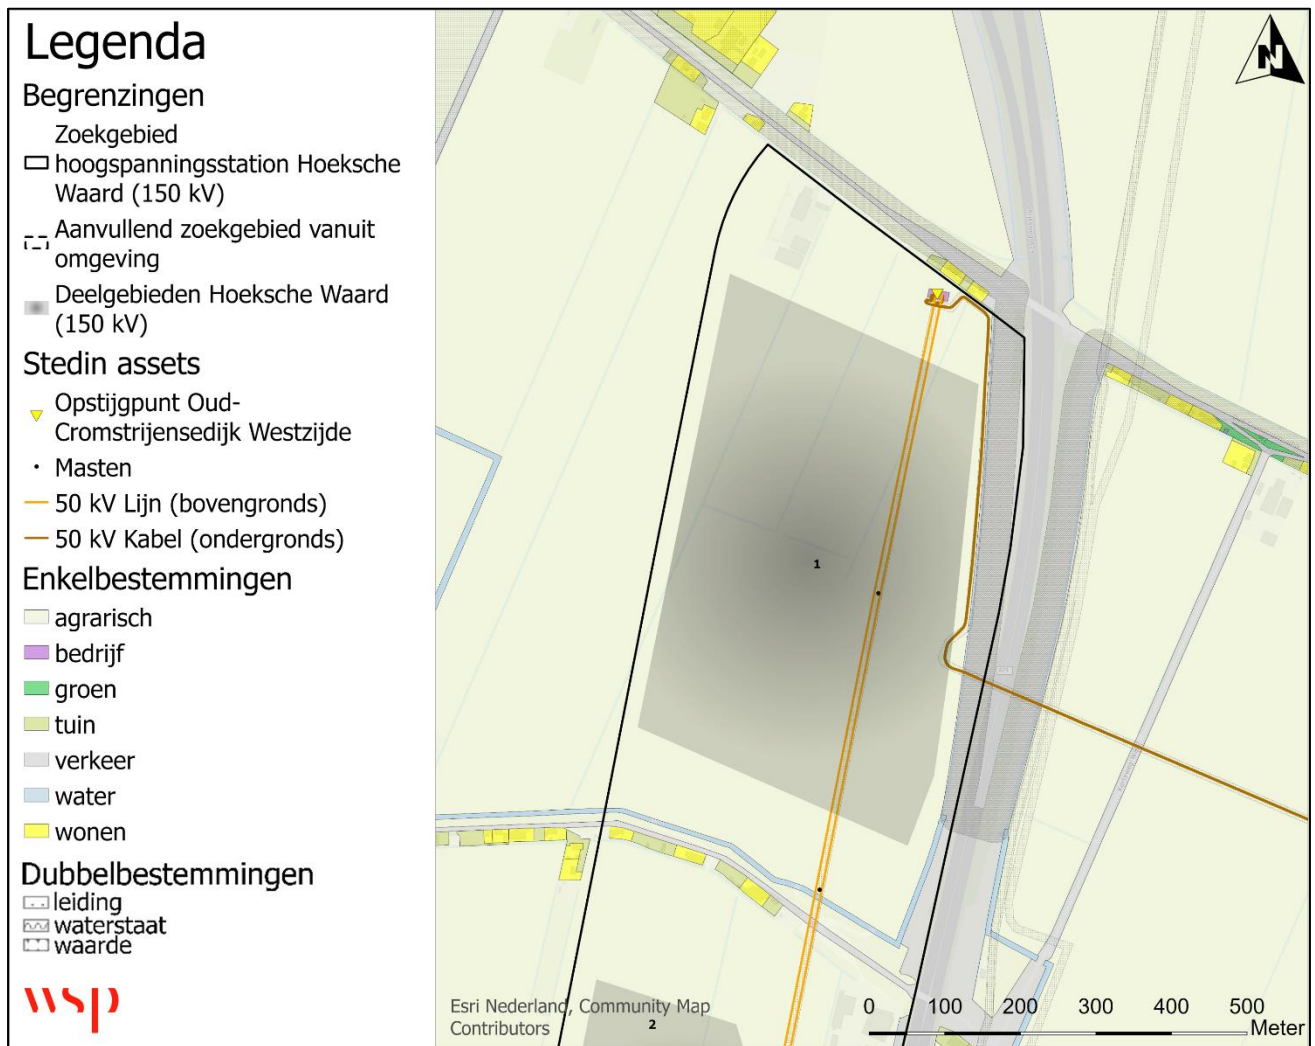 Legenda
Begrenzingen
Zoekgebied
hoogspanningsstation Hoeksche
Waard (150 kV)
Aanvullend zoekgebied vanuit
omgeving
Deelgebieden Hoeksche Waard
(150 kV)
Stedin assets
Opstijgpunt Oud-
Cromstrijensedijk Westzijde
Masten
50 kV Lijn (bovengronds)
50 kV Kabel (ondergronds)
Enkelbestemmingen
agrarisch
bedrijf
groen
tuin
verkeer
water
wonen
Dubbelbestemmingen
leiding
waterstaat
waarde
wsp
N
1
2
Esri Nederland, Community Map
Contributors
0 100 200 300 400 500
Meter